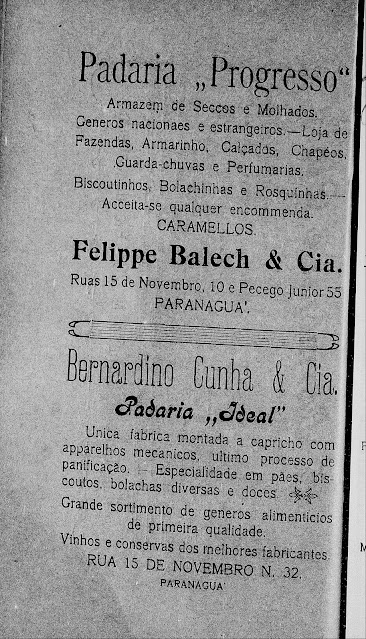 Padaria „Progresso“
Armazem de Seccos e Molhados.
Generos nacionaes e estrangeiros.—Loja de
Fazendas, Armarinho, Calçados, Chapéos,
Guarda-chuvas e Perfumarias.
Biscoutinhos, Bolachinhas e Rosquinhas.—
Acceita-se qualquer encommenda.
CARAMELLOS.
Felippe Balech & Cia.
Ruas 15 de Novembro, 10 e Pecego Junior 55
PARANAGUA'.
Bernardino Cunha & Cia.
Padaria „Ideal”
Unica fabrica montada a capricho com
apparelhos mecanicos, ultimo processo de
panificação. — Especialidade em pães, bis-
coutos, bolachas diversas e doces.
Grande sortimento de generos alimenticios
de primeira qualidade.
Vinhos e conservas dos melhores fabricantes.
RUA 15 DE NOVEMBRO N. 32.
PARANAGUA'